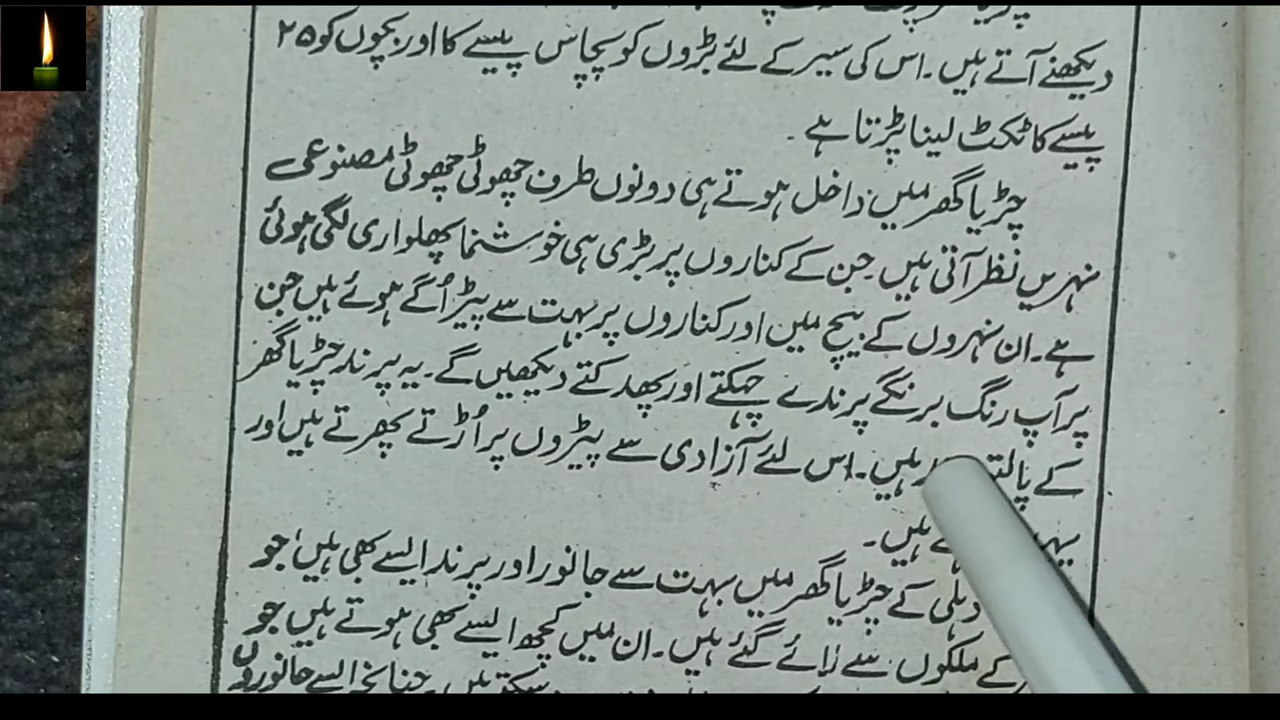 دیکھنے آتے ہیں۔ اس کی سیر کے لئے بڑوں کو پچاس پیسے کا اور بچوں کو ۲۵
پیسے کا ٹکٹ لینا پڑتا ہے۔
چڑیا گھر میں داخل ہوتے ہی دونوں طرف چھوٹی چھوٹی مصنوعی
نہریں نظر آتی ہیں جن کے کناروں پر بڑی ہی خوشنما پھلواری لگی ہوئی
ہے۔ ان نہروں کے بیچ میں اور کناروں پر بہت سے پیڑ اُگے ہوئے ہیں جن
پر آپ رنگ برنگے پرندے چہکتے اور پھدکتے دیکھیں گے۔ یہ پرند چڑیا گھر
کے ہیں۔ اس لئے آزادی سے پیڑوں پر اُڑتے پھرتے ہیں اور
ہیں۔
دہلی کے چڑیا گھر میں بہت سے جانور اور پرند ایسے بھی ہیں، جو
کے ملکوں سے لائے گئے ہیں۔ ان میں کچھ ایسے بھی ہوتے ہیں جو
چنانچہ ایسے جانوروں